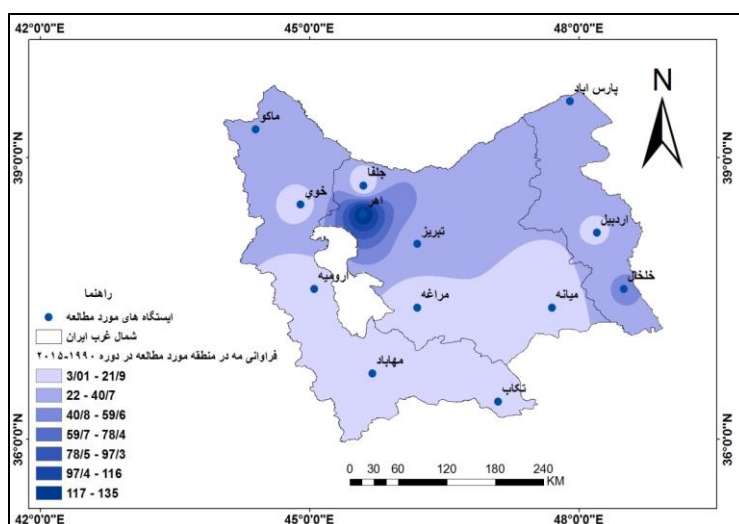 42°0'0"E 45°0'0"E 48°0'0"E
N
39°0'0"N 39°0'0"N
36°0'0"N 36°0'0"N
پارس اباد
ماکو
جلفا
خوي
اهر
اردبیل
تبریز
خلخال
ارومیه
مراغه
میانه
مهاباد
تکاب
راهنما
ایستگاه های مورد مطالعه
شمال غرب ایران
فراوانی مه در منطقه مورد مطالعه در دوره ۱۹۹۰-۲۰۱۵
3/01 - 21/9
22 - 40/7
40/8 - 59/6
59/7 - 78/4
78/5 - 97/3
97/4 - 116
117 - 135
0 30 60 120 180 240
KM
42°0'0"E 45°0'0"E 48°0'0"E